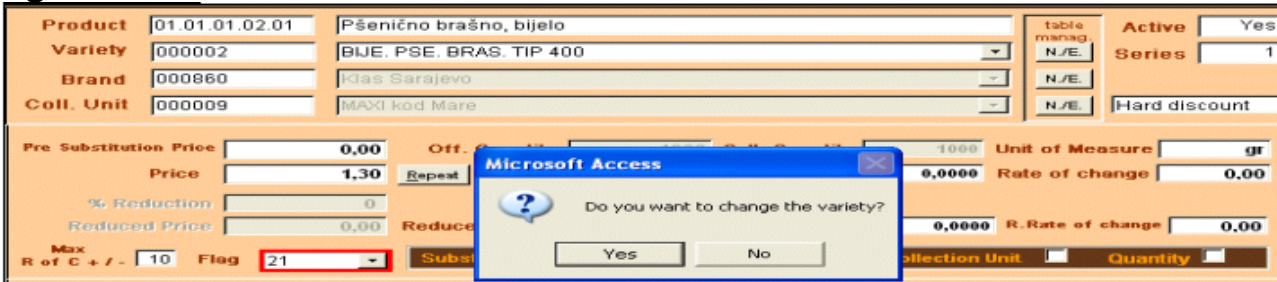 Product 01.01.01.02.01 Pšenično brašno, bijelo table manag. Active Yes
Variety 000002 BIJE. PSE. BRAS. TIP 400 N./E. Series 1
Brand 000860 Klas Sarajevo N./E.
Coll. Unit 000009 MAXI kod Mare N./E. Hard discount
Pre Substitution Price 0,00 Off. 1000 Unit of Measure gr
Microsoft Access
Price 1,30 Repeat 0,0000 Rate of change 0,00
Do you want to change the variety?
% Reduction 0
Reduced Price 0,00 Reduce 0,0000 R.Rate of change 0,00
Max R of C + / - 10 Flag 21 Subst Yes No ollection Unit Quantity